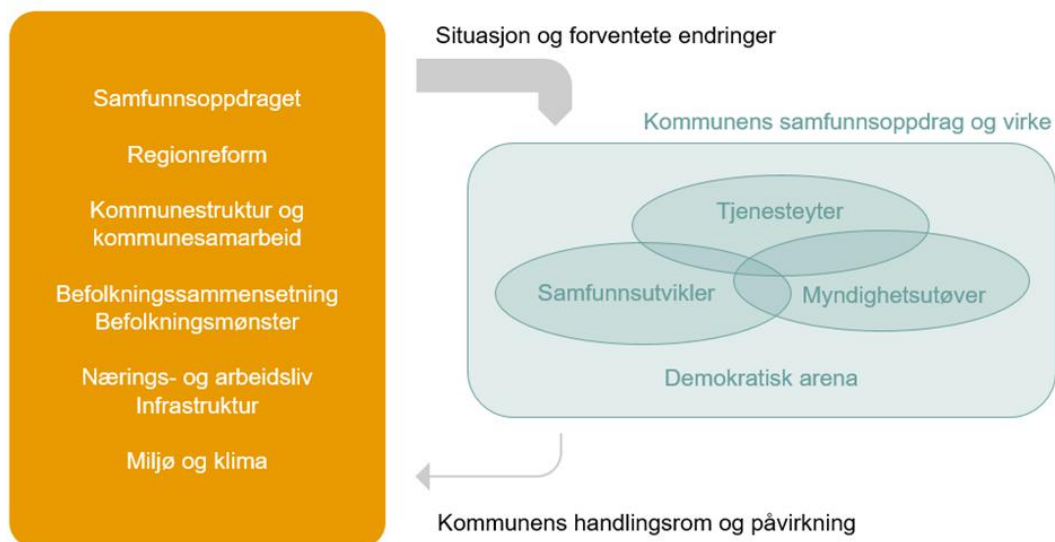 Samfunnsoppdraget
Regionreform
Kommunestruktur og
kommunesamarbeid
Befolkningssammensetning
Befolkningsmønster
Nærings- og arbeidsliv
Infrastruktur
Miljø og klima
Situasjon og forventete endringer
Kommunens samfunnsoppdrag og virke
Tjenesteyter
Samfunnsutvikler
Myndighetsutøver
Demokratisk arena
Kommunens handlingsrom og påvirkning